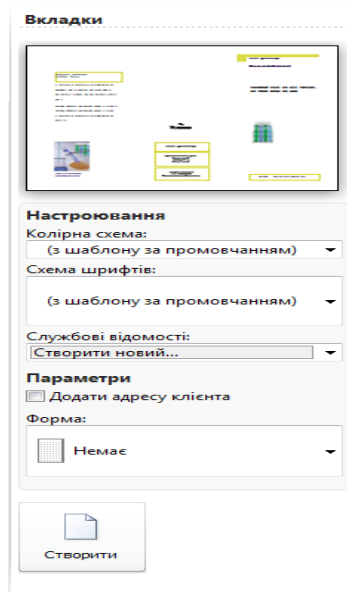 Вкладки
Настроювання
Колірна схема:
(з шаблону за промовчанням)
Схема шрифтів:
(з шаблону за промовчанням)
Службові відомості:
Створити новий...
Параметри
Додати адресу клієнта
Форма:
Немає
Створити